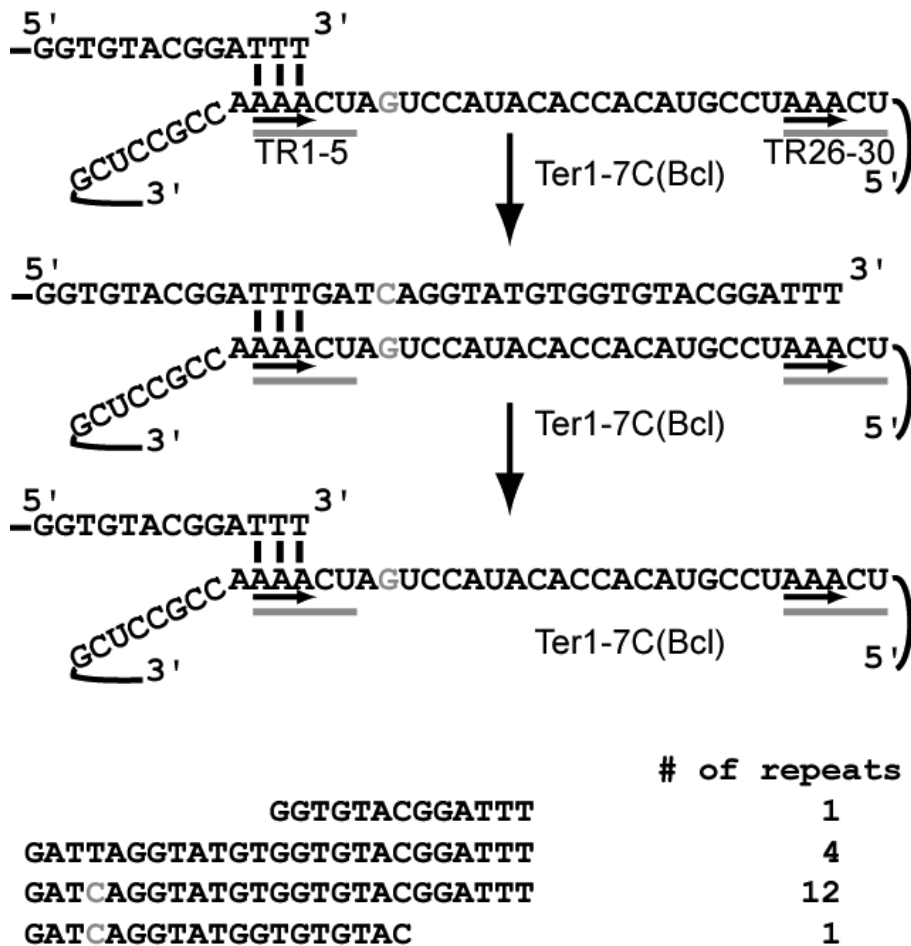 5' 3'
–GGTGTACGGATTT
AAAACUAGUCCAUACACCACAUGCCUAAACU
GCUCCGCC
TR1-5 TR26-30
Ter1-7C(Bcl)
3' 5'
5' 3'
–GGTGTACGGATTTGATCAGGTATGTGGTGTACGGATTT
AAAACUAGUCCAUACACCACAUGCCUAAACU
GCUCCGCC
Ter1-7C(Bcl)
3' 5'
5' 3'
–GGTGTACGGATTT
AAAACUAGUCCAUACACCACAUGCCUAAACU
GCUCCGCC
Ter1-7C(Bcl)
3' 5'
# of repeats
GGTGTACGGATTT 1
GATTAGGTATGTGGTGTACGGATTT 4
GATCAGGTATGTGGTGTACGGATTT 12
GATCAGGTATGGTGTGTAC 1